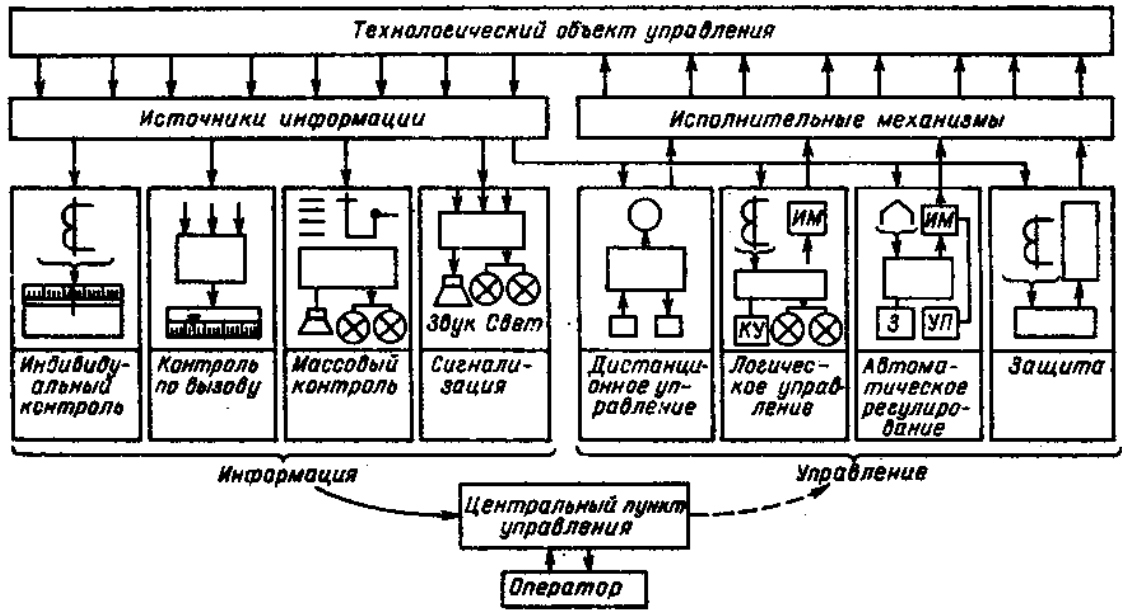 Технологический объект управления
Источники информации
Исполнительные механизмы
ИМ
ИМ
Звук Свет
КУ
З
УП
Индивиду-
альный
контроль
Контроль
по вызову
Массовый
контроль
Сигнали-
зация
Дистанци-
онное уп-
равление
Логичес-
кое управ-
ление
Автома-
тическое
регулиро-
вание
Защита
Информация
Управление
Центральный пункт
управления
Оператор